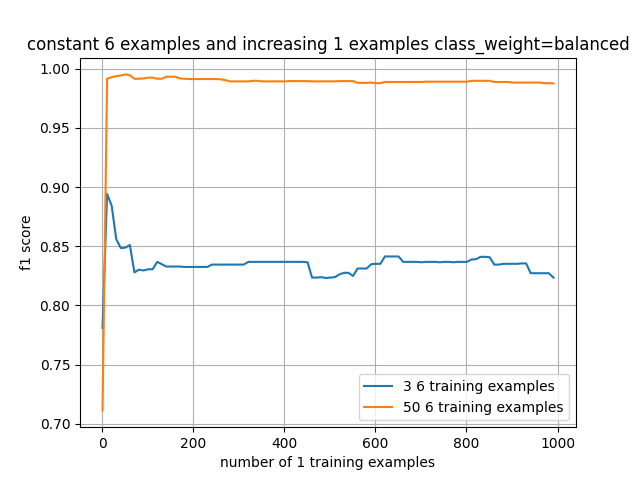 constant 6 examples and increasing 1 examples class_weight=balanced
1.00
0.95
0.90
0.85
0.80
0.75
0.70
f1 score
0
200
400
600
800
1000
number of 1 training examples
3 6 training examples
50 6 training examples